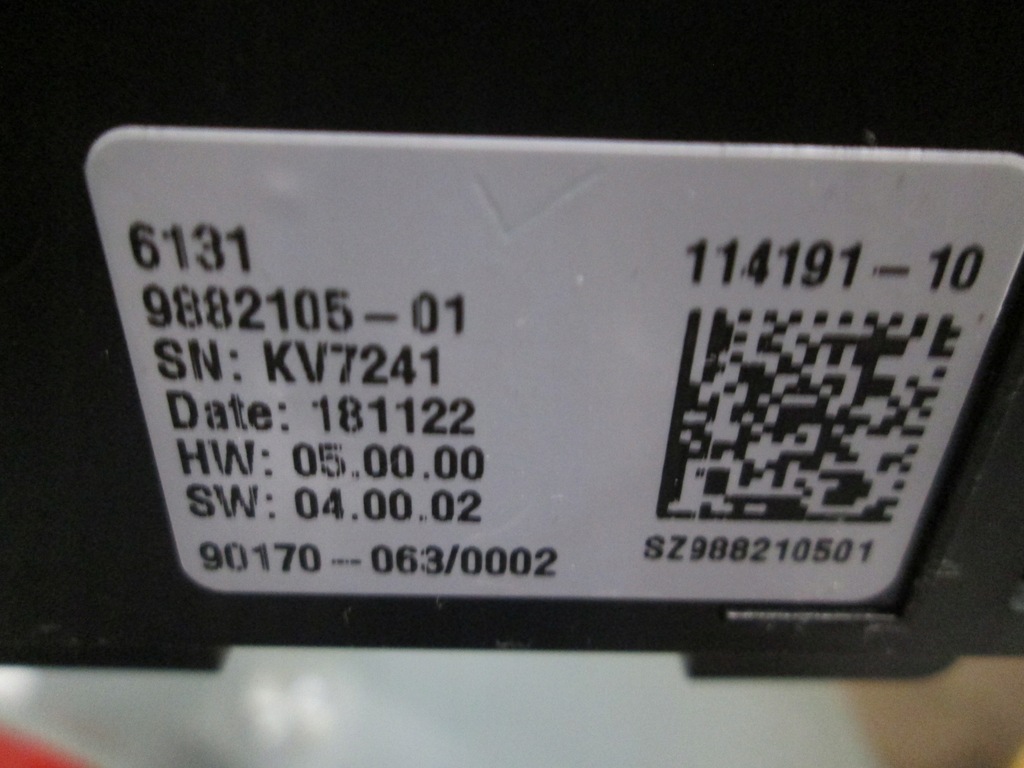 6131
9882105-01
SN: KV7241
Date: 181122
HW: 05.00.00
SW: 04.00.02
90170-063/0002
114191-10
SZ988210501